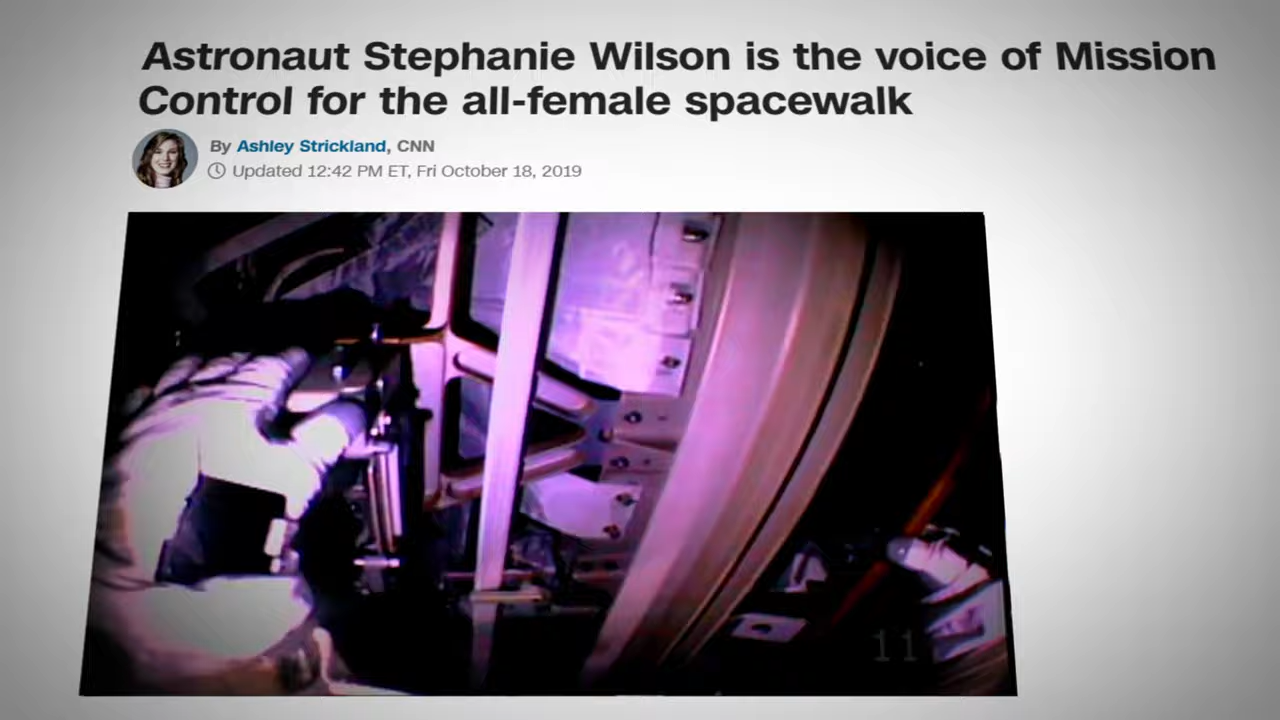 Astronaut Stephanie Wilson is the voice of Mission
Control for the all-female spacewalk
By Ashley Strickland, CNN
Updated 12:42 PM ET, Fri October 18, 2019
11